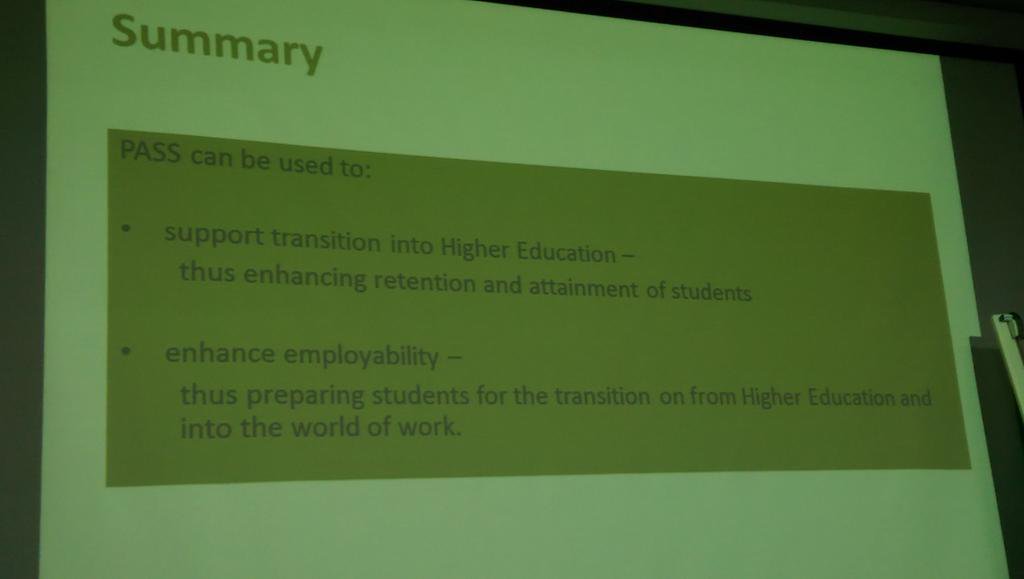 Summary
PASS can be used to:
• support transition into Higher Education –
thus enhancing retention and attainment of students
• enhance employability –
thus preparing students for the transition on from Higher Education and
into the world of work.